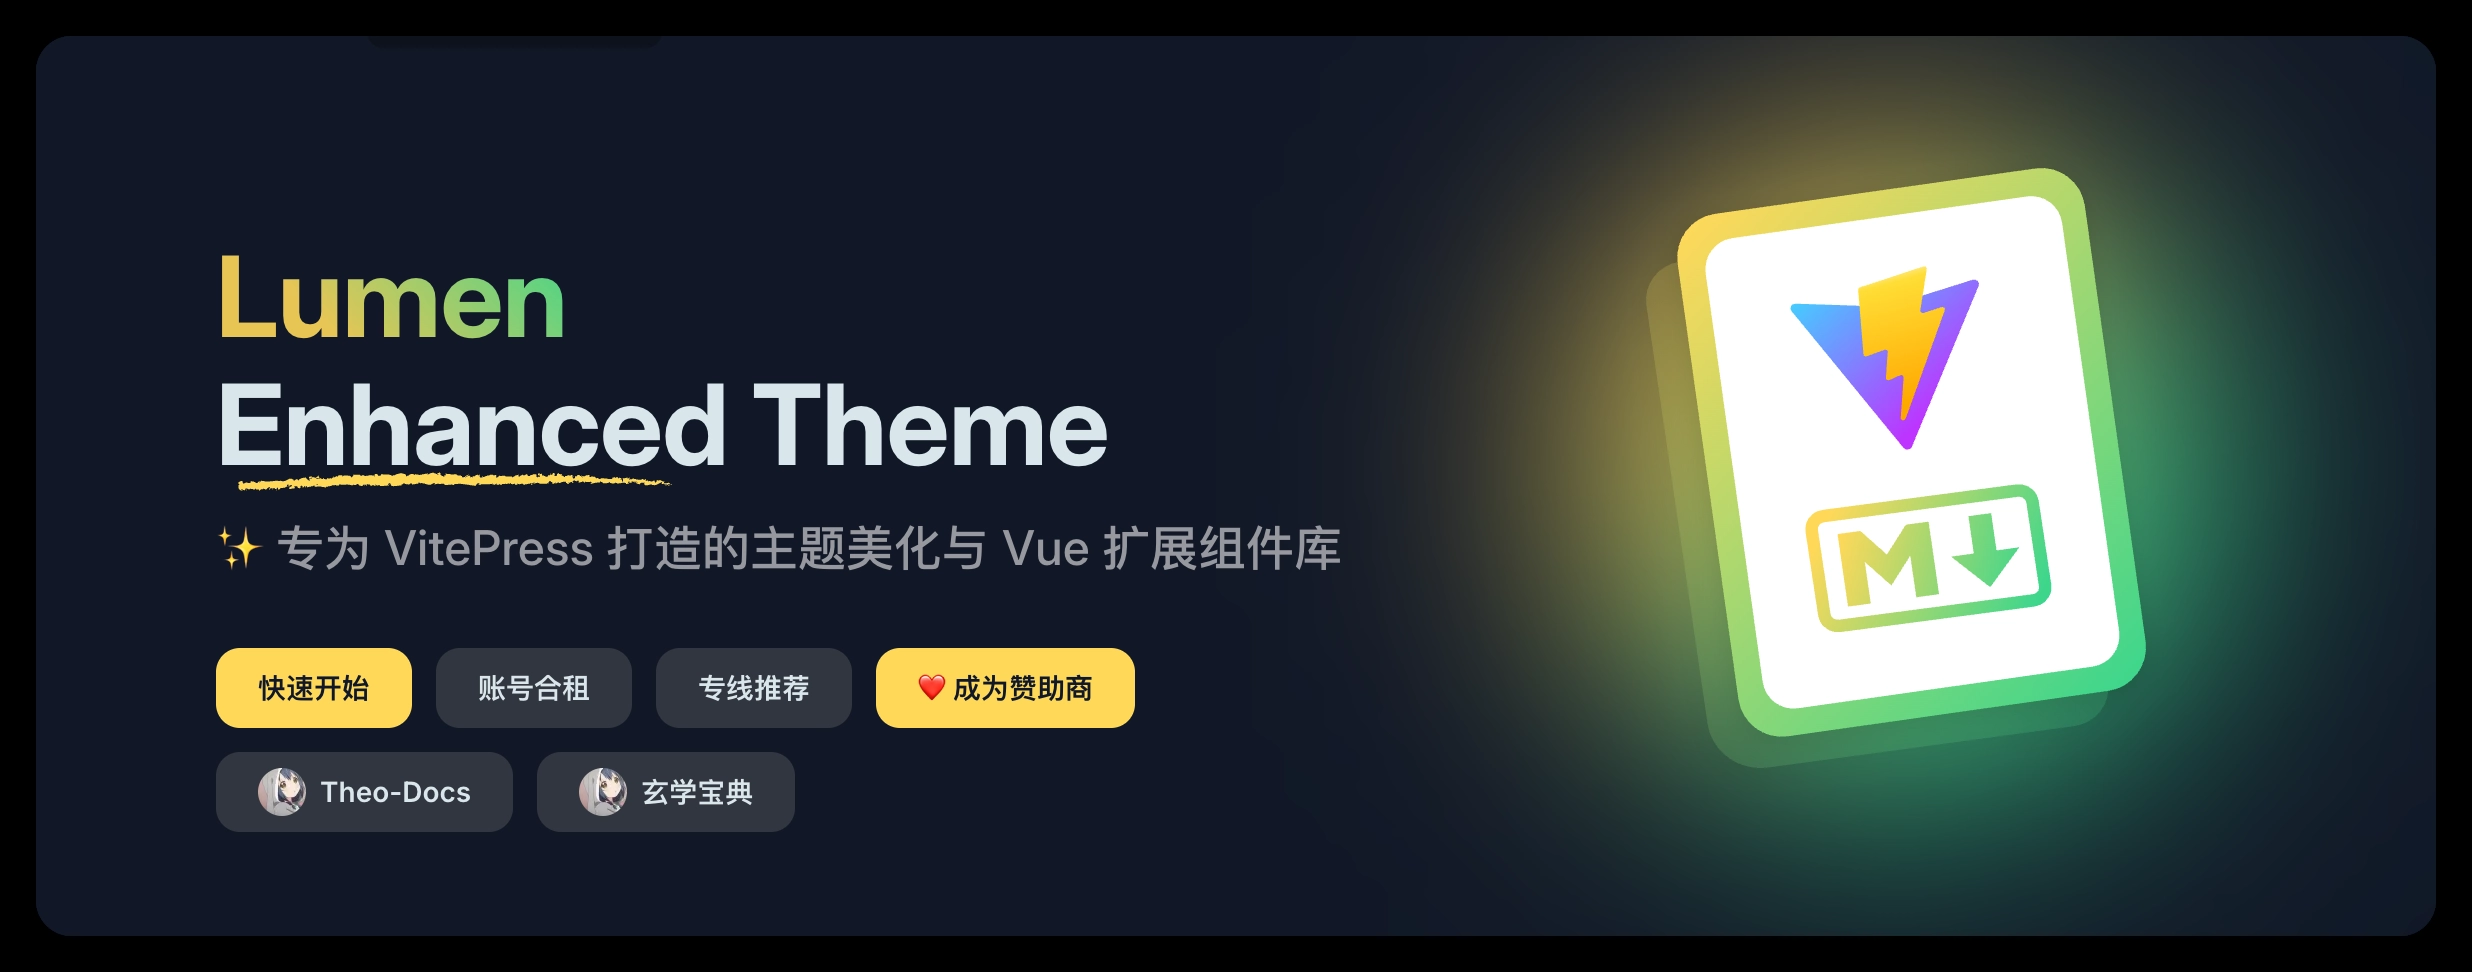 Lumen
Enhanced Theme
✨ 专为 VitePress 打造的主题美化与 Vue 扩展组件库
快速开始 账号合租 专线推荐 ❤️ 成为赞助商
Theo-Docs 玄学宝典
M